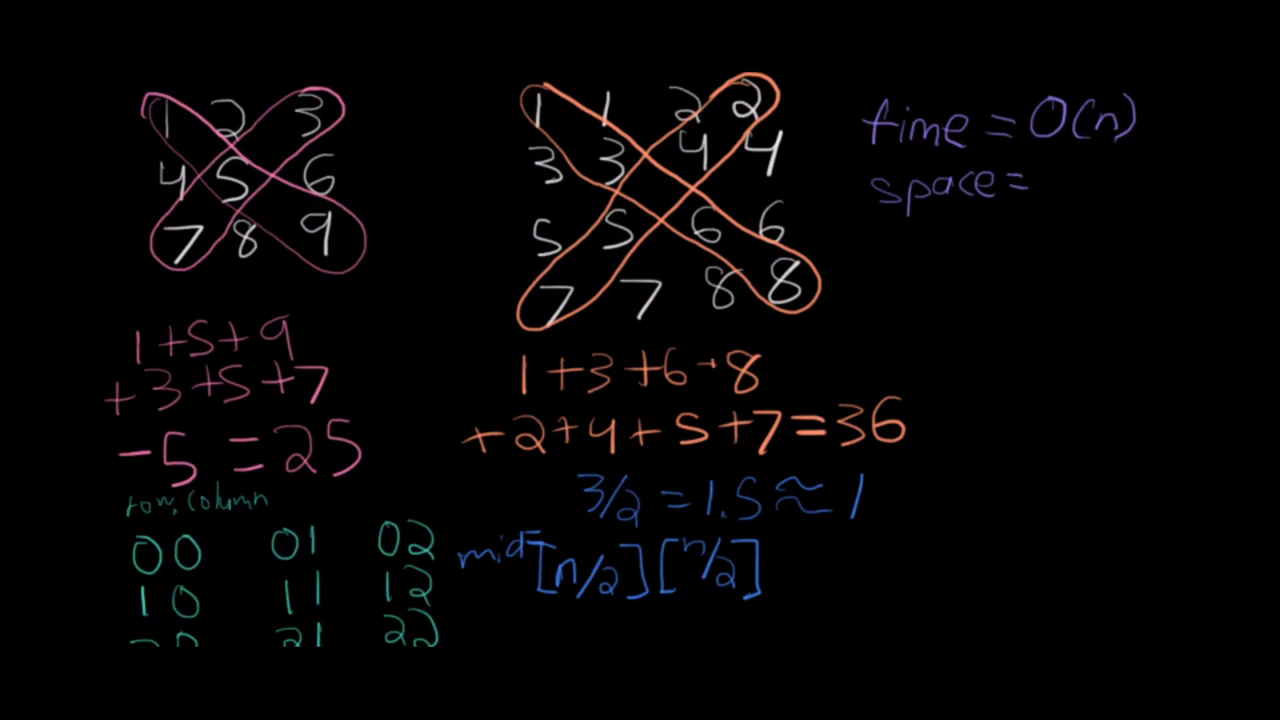 1 2 3
4 5 6
7 8 9
1+5+9
+3+5+7
-5=25
row, column
00 01 02
10 11 12
20 21 22
1 1 2 2
3 3 4 4
5 5 6 6
7 7 8 8
1+3+6+8
+2+4+5+7=36
3/2=1.5≈1
mid=[n/2][n/2]
time=O(n)
space=